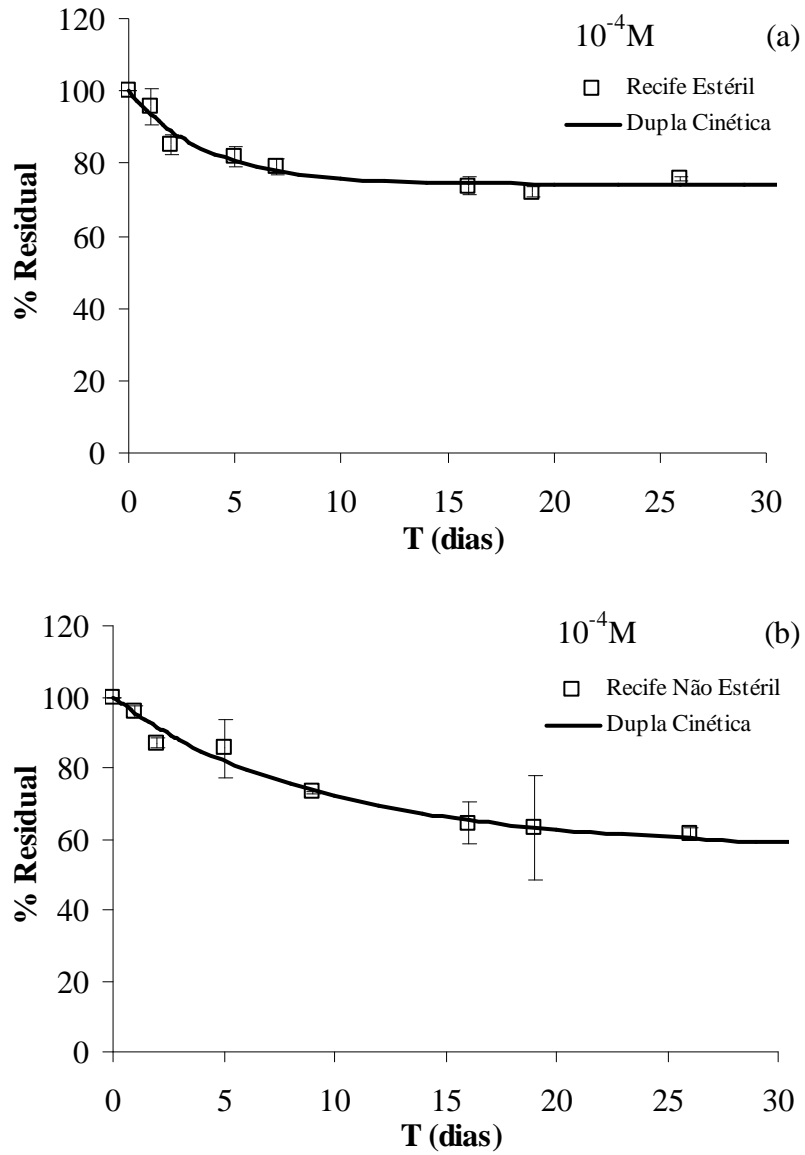 120
10⁻⁴M (a)
Recife Estéril
Dupla Cinética
100
80
60
40
20
0
% Residual
0 5 10 15 20 25 30
T (dias)
120
10⁻⁴M (b)
Recife Não Estéril
Dupla Cinética
100
80
60
40
20
0
% Residual
0 5 10 15 20 25 30
T (dias)